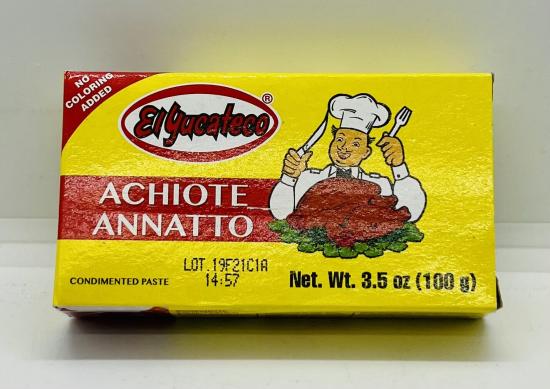 NO
COLORING
ADDED
El Yucateco®
ACHIOTE
ANNATTO
LOT.19F21C1A
14:57
CONDIMENTED PASTE
Net. Wt. 3.5 oz (100 g)